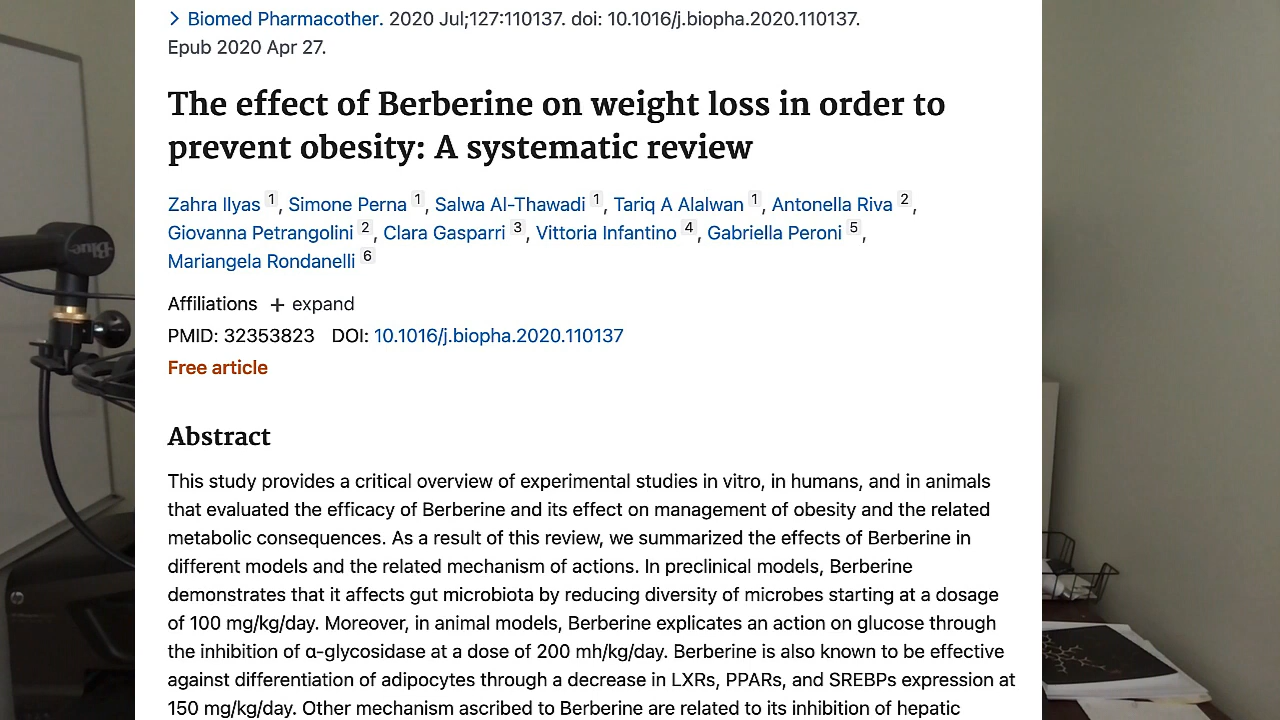 Biomed Pharmacother. 2020 Jul;127:110137. doi: 10.1016/j.biopha.2020.110137.
Epub 2020 Apr 27.
The effect of Berberine on weight loss in order to
prevent obesity: A systematic review
Zahra Ilyas 1, Simone Perna 1, Salwa Al-Thawadi 1, Tariq A Alalwan 1, Antonella Riva 2,
Giovanna Petrangolini 2, Clara Gasparri 3, Vittoria Infantino 4, Gabriella Peroni 5,
Mariangela Rondanelli 6
Affiliations + expand
PMID: 32353823 DOI: 10.1016/j.biopha.2020.110137
Free article
Abstract
This study provides a critical overview of experimental studies in vitro, in humans, and in animals
that evaluated the efficacy of Berberine and its effect on management of obesity and the related
metabolic consequences. As a result of this review, we summarized the effects of Berberine in
different models and the related mechanism of actions. In preclinical models, Berberine
demonstrates that it affects gut microbiota by reducing diversity of microbes starting at a dosage
of 100 mg/kg/day. Moreover, in animal models, Berberine explicates an action on glucose through
the inhibition of α-glycosidase at a dose of 200 mh/kg/day. Berberine is also known to be effective
against differentiation of adipocytes through a decrease in LXRs, PPARs, and SREBPs expression at
150 mg/kg/day. Other mechanism ascribed to Berberine are related to its inhibition of hepatic
hp